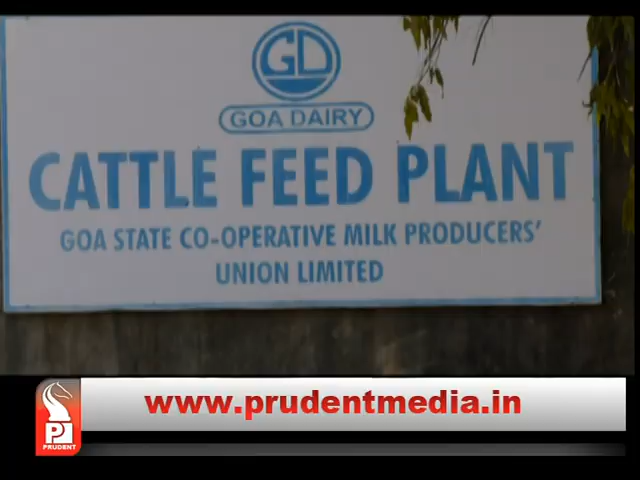 GD
GOA DAIRY
CATTLE FEED PLANT
GOA STATE CO-OPERATIVE MILK PRODUCERS'
UNION LIMITED
www.prudentmedia.in
P
PRUDENT